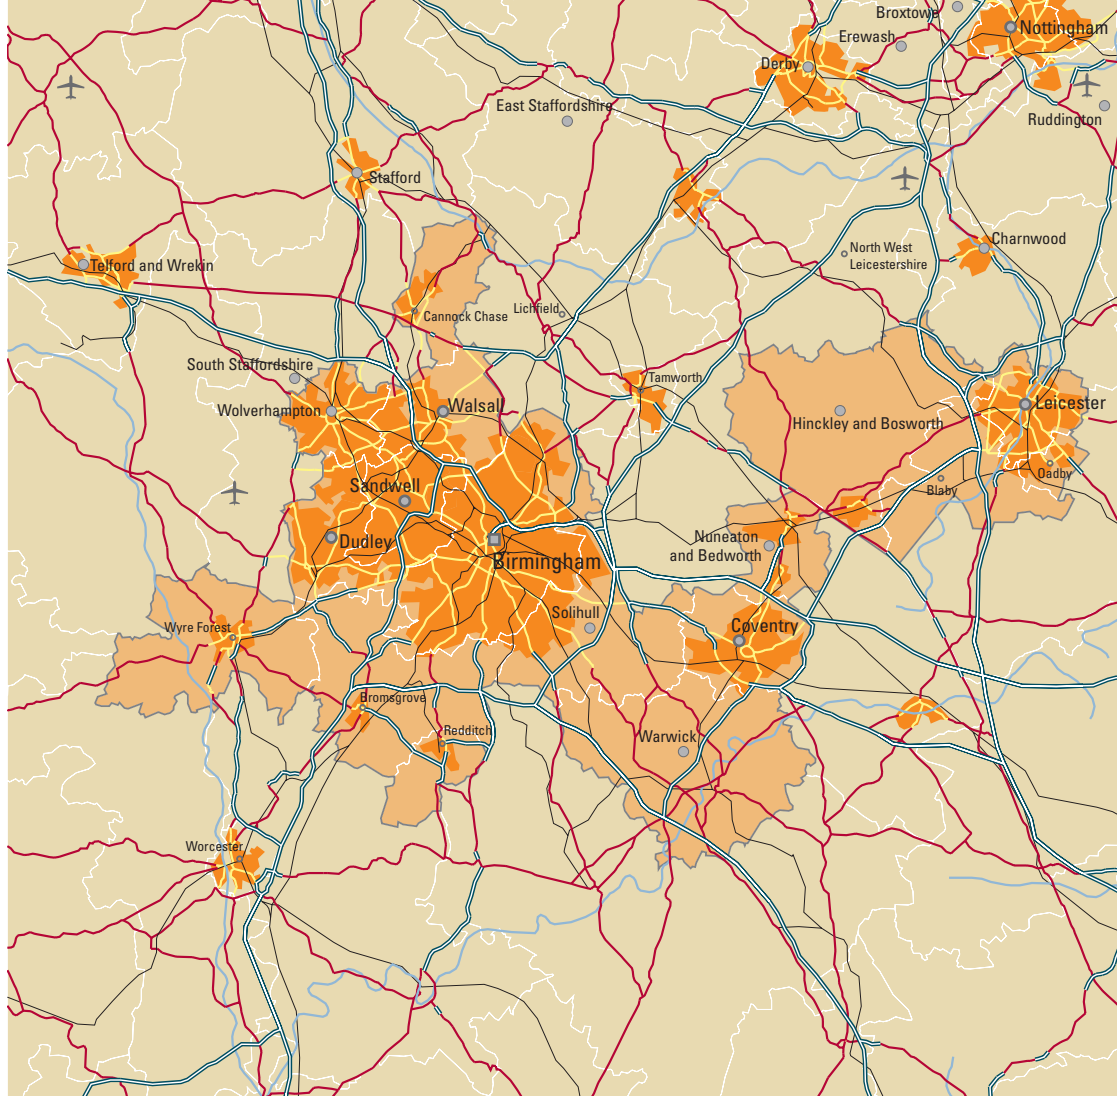 Broxtowe
Nottingham
Erewash
Derby
East Staffordshire
Ruddington
Stafford
Charnwood
North West
Leicestershire
Telford and Wrekin
Cannock Chase
Lichfield
South Staffordshire
Tamworth
Wolverhampton
Walsall
Leicester
Hinckley and Bosworth
Oadby
Sandwell
Blaby
Dudley
Nuneaton
and Bedworth
Birmingham
Solihull
Wyre Forest
Coventry
Bromsgrove
Redditch
Warwick
Worcester